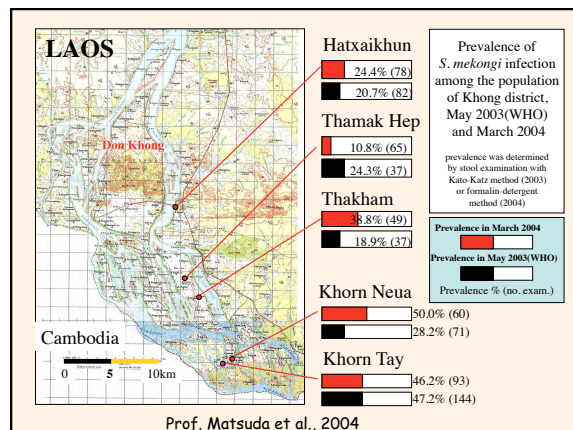 LAOS
Don Khong
Cambodia
0 5 10km
Hatxaikhun
24.4% (78)
20.7% (82)
Thamak Hep
10.8% (65)
24.3% (37)
Thakham
38.8% (49)
18.9% (37)
Khorn Neua
50.0% (60)
28.2% (71)
Khorn Tay
46.2% (93)
47.2% (144)
Prevalence of
S. mekongi infection
among the population
of Khong district,
May 2003(WHO)
and March 2004
prevalence was determined
by stool examination with
Kato-Katz method (2003)
or formalin-detergent
method (2004)
Prevalence in March 2004
Prevalence in May 2003(WHO)
Prevalence % (no. exam.)
Prof. Matsuda et al., 2004